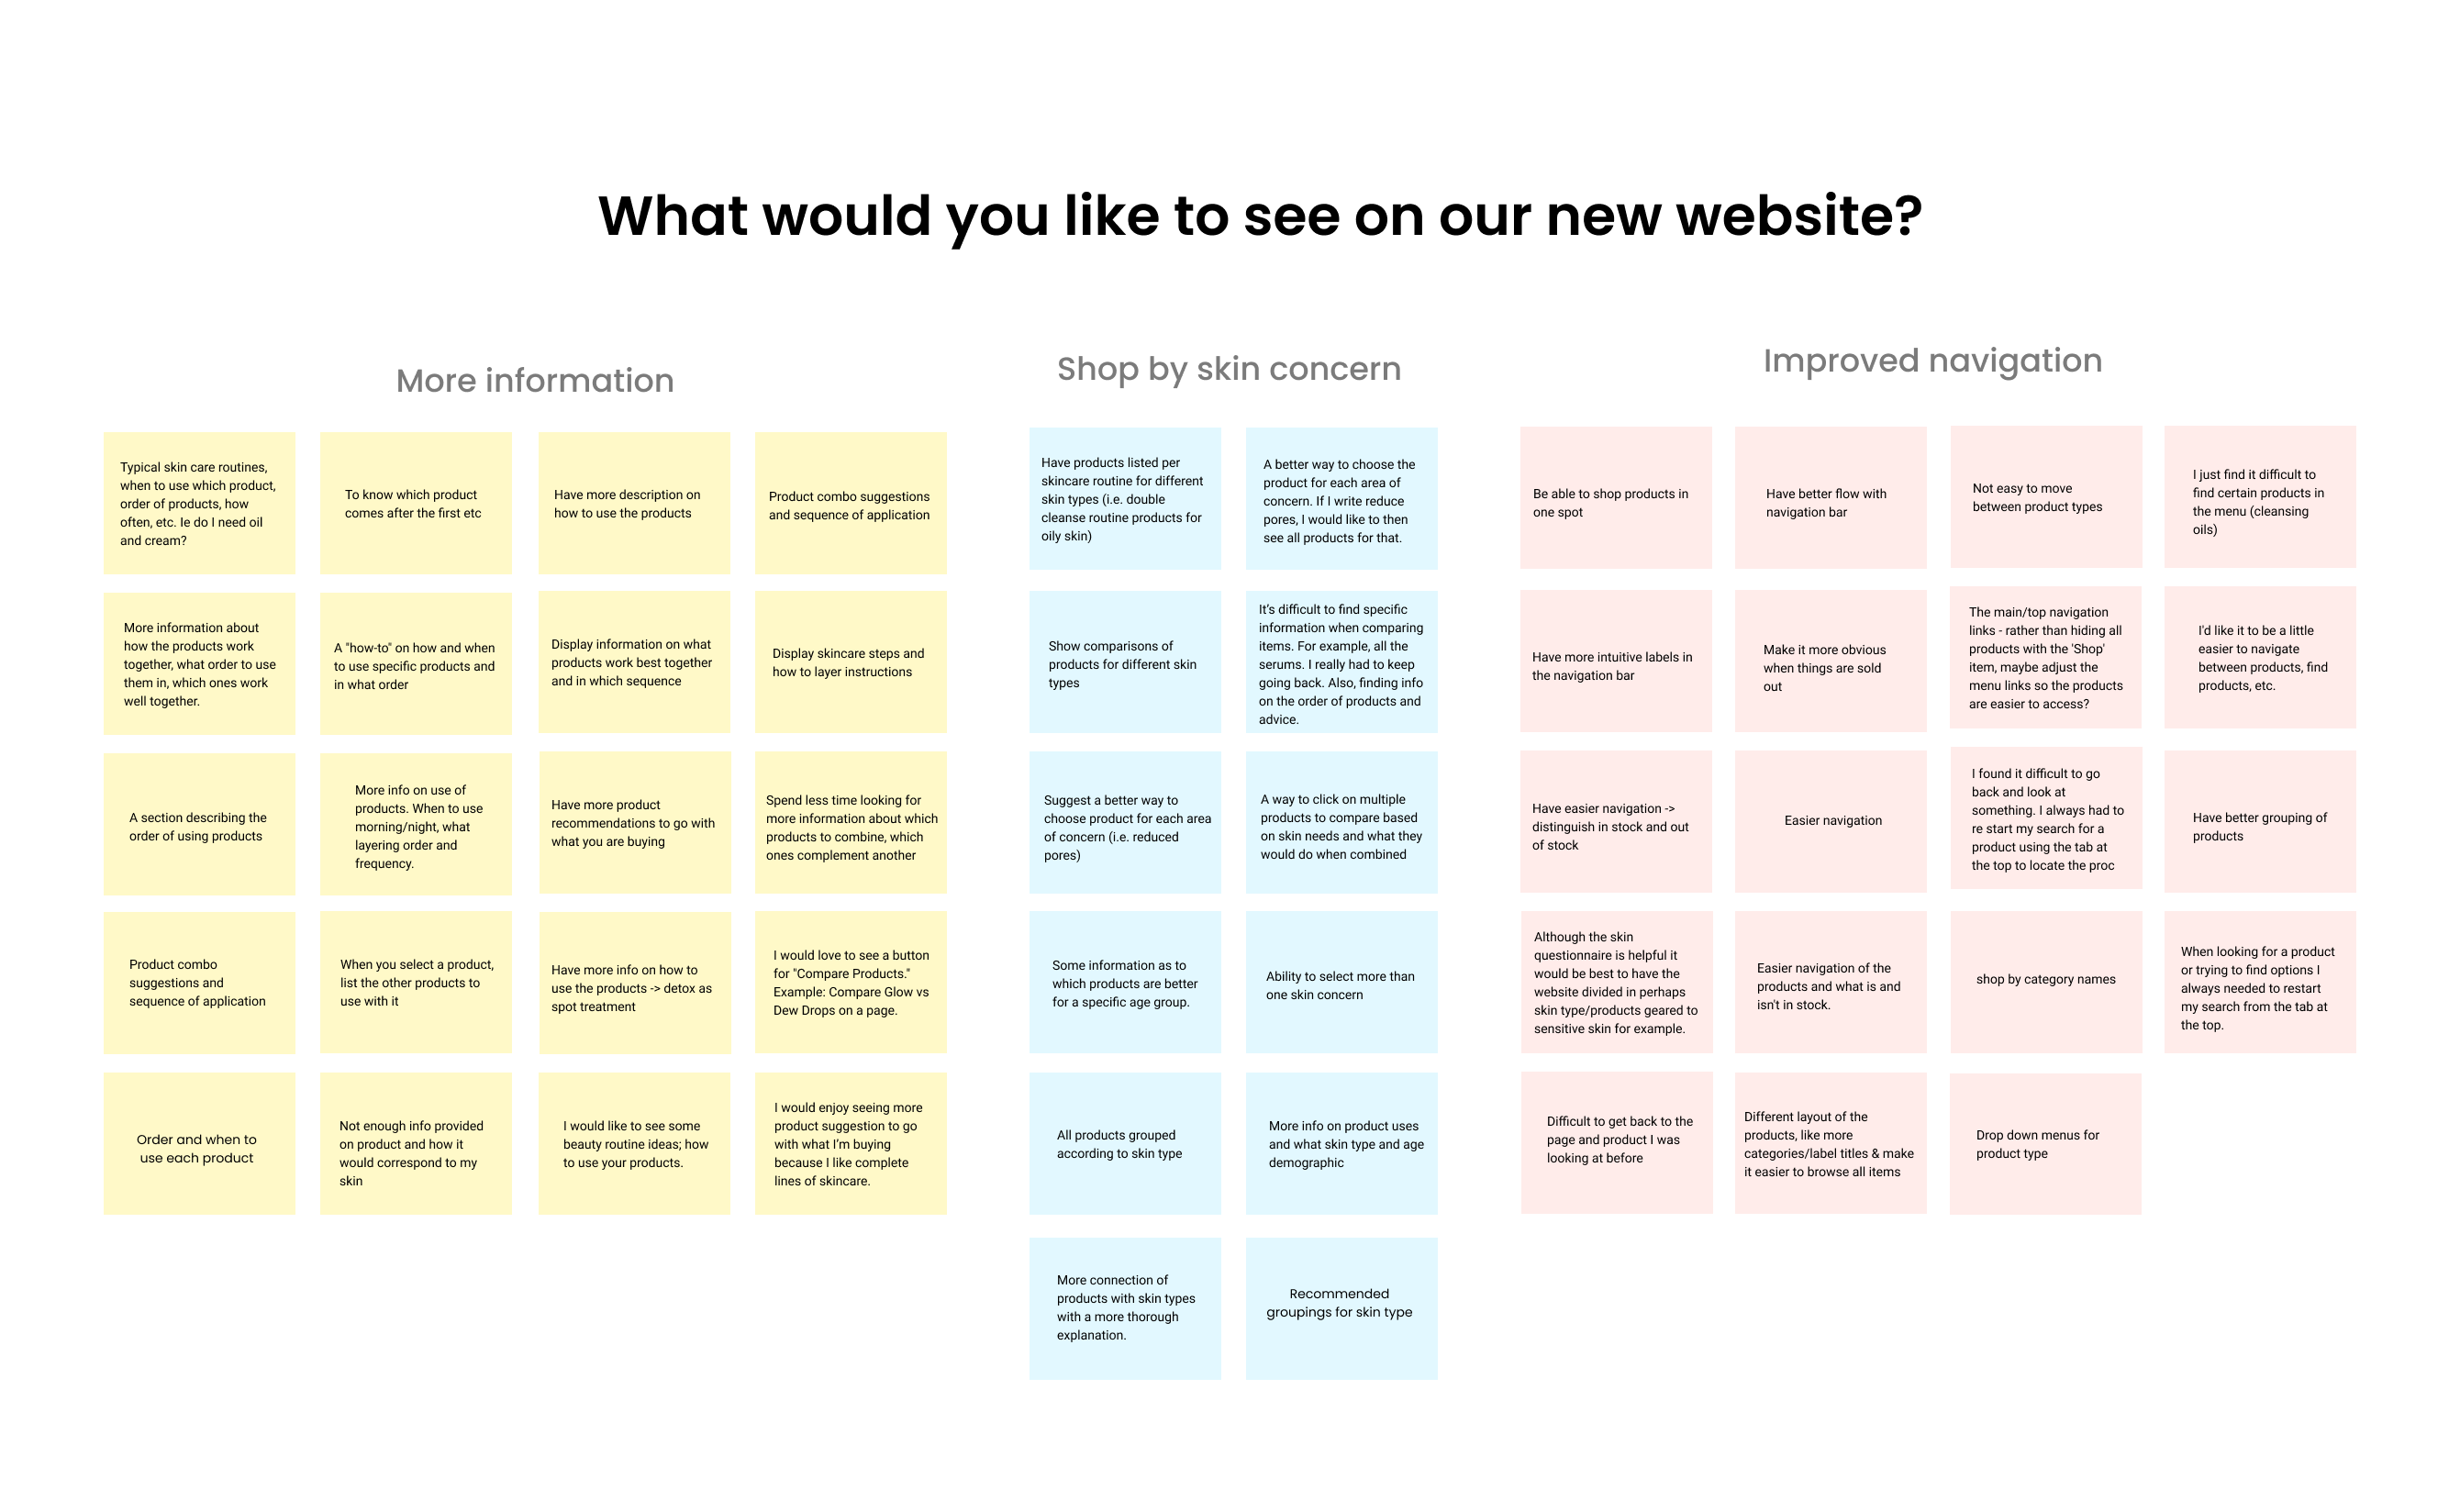 What would you like to see on our new website?
More information
Typical skin care routines,
when to use which product,
order of products, how
often, etc. Ie do I need oil
and cream?
To know which product
comes after the first etc
Have more description on
how to use the products
Product combo suggestions
and sequence of application
More information about
how the products work
together, what order to use
them in, which ones work
well together.
A "how-to" on how and when
to use specific products and
in what order
Display information on what
products work best together
and in which sequence
Display skincare steps and
how to layer instructions
A section describing the
order of using products
More info on use of
products. When to use
morning/night, what
layering order and
frequency.
Have more product
recommendations to go with
what you are buying
Spend less time looking for
more information about which
products to combine, which
ones complement another
Product combo
suggestions and
sequence of application
When you select a product,
list the other products to
use with it
Have more info on how to
use the products -> detox as
spot treatment
I would love to see a button
for "Compare Products."
Example: Compare Glow vs
Dew Drops on a page.
Order and when to
use each product
Not enough info provided
on product and how it
would correspond to my
skin
I would like to see some
beauty routine ideas; how
to use your products.
I would enjoy seeing more
product suggestion to go
with what I'm buying
because I like complete
lines of skincare.
Shop by skin concern
Have products listed per
skincare routine for different
skin types (i.e. double
cleanse routine products for
oily skin)
A better way to choose the
product for each area of
concern. If I write reduce
pores, I would like to then
see all products for that.
Show comparisons of
products for different skin
types
It's difficult to find specific
information when comparing
items. For example, all the
serums. I really had to keep
going back. Also, finding info
on the order of products and
advice.
Suggest a better way to
choose product for each area
of concern (i.e. reduced
pores)
A way to click on multiple
products to compare based
on skin needs and what they
would do when combined
Some information as to
which products are better
for a specific age group.
Ability to select more than
one skin concern
All products grouped
according to skin type
More info on product uses
and what skin type and age
demographic
More connection of
products with skin types
with a more thorough
explanation.
Recommended
groupings for skin type
Improved navigation
Be able to shop products in
one spot
Have better flow with
navigation bar
Not easy to move
between product types
I just find it difficult to
find certain products in
the menu (cleansing
oils)
Have more intuitive labels in
the navigation bar
Make it more obvious
when things are sold
out
The main/top navigation
links - rather than hiding all
products with the 'Shop'
item, maybe adjust the
menu links so the products
are easier to access?
I'd like it to be a little
easier to navigate
between products, find
products, etc.
Have easier navigation ->
distinguish in stock and out
of stock
Easier navigation
I found it difficult to go
back and look at
something. I always had to
re start my search for a
product using the tab at
the top to locate the proc
Have better grouping of
products
Although the skin
questionnaire is helpful it
would be best to have the
website divided in perhaps
skin type/products geared to
sensitive skin for example.
Easier navigation of the
products and what is and
isn't in stock.
shop by category names
When looking for a product
or trying to find options I
always needed to restart
my search from the tab at
the top.
Difficult to get back to the
page and product I was
looking at before
Different layout of the
products, like more
categories/label titles & make
it easier to browse all items
Drop down menus for
product type